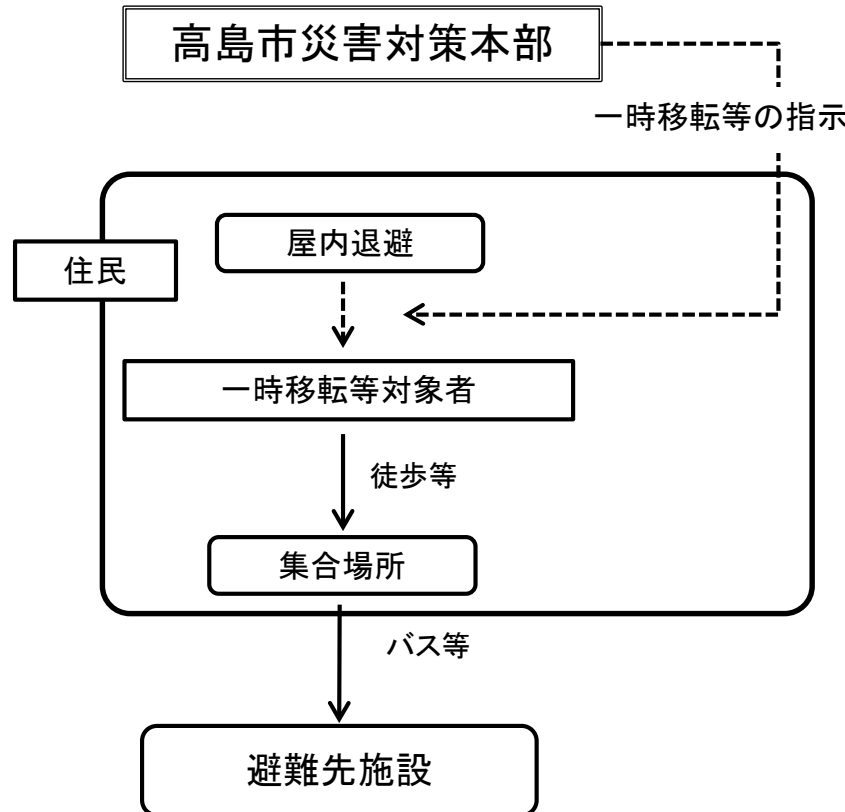 高島市災害対策本部
一時移転等の指示
住民
屋内退避
一時移転等対象者
徒歩等
集合場所
バス等
避難先施設